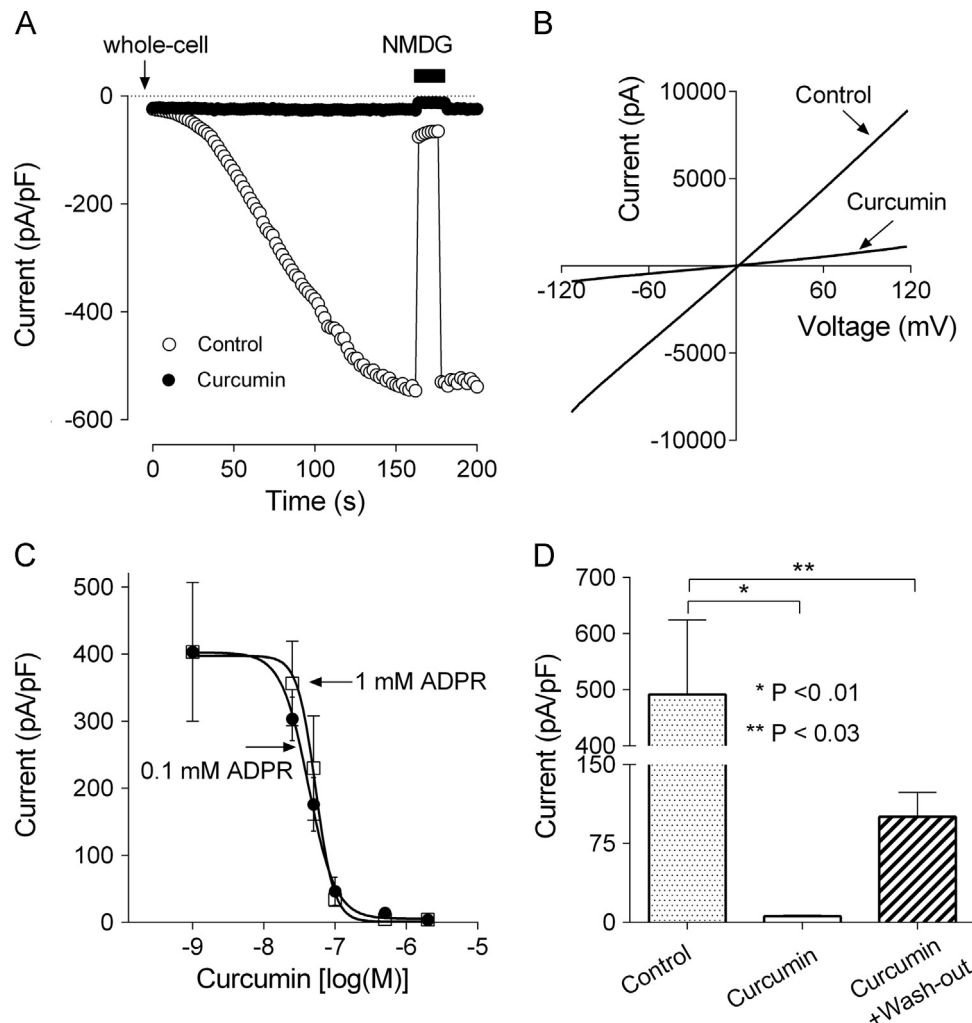 A
whole-cell
NMDG
0
-200
-400
-600
Current (pA/pF)
Control
Curcumin
0
50
100
150
200
Time (s)
B
10000
5000
-5000
-10000
Current (pA)
Control
Curcumin
-120
-60
60
120
Voltage (mV)
C
500
400
300
200
100
0
Current (pA/pF)
1 mM ADPR
0.1 mM ADPR
-9
-8
-7
-6
-5
Curcumin [log(M)]
D
700
600
500
400
150
75
0
Current (pA/pF)
**
*
* P <0 .01
** P < 0.03
Control
Curcumin
Curcumin
+Wash-out